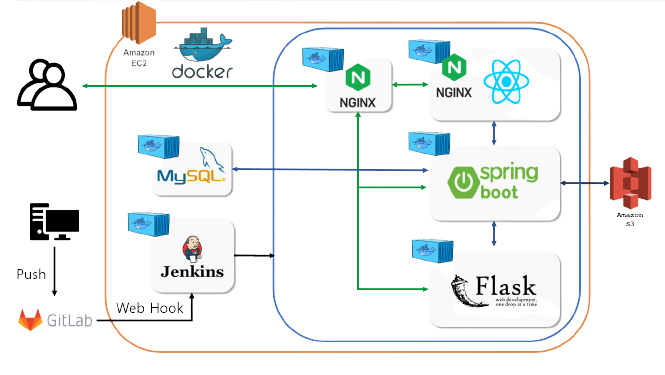 Amazon
EC2
docker
NGINX
NGINX
MySQL®
spring
boot
Amazon
S3
Jenkins
Flask
web development,
one drop at a time
Push
GitLab
Web Hook